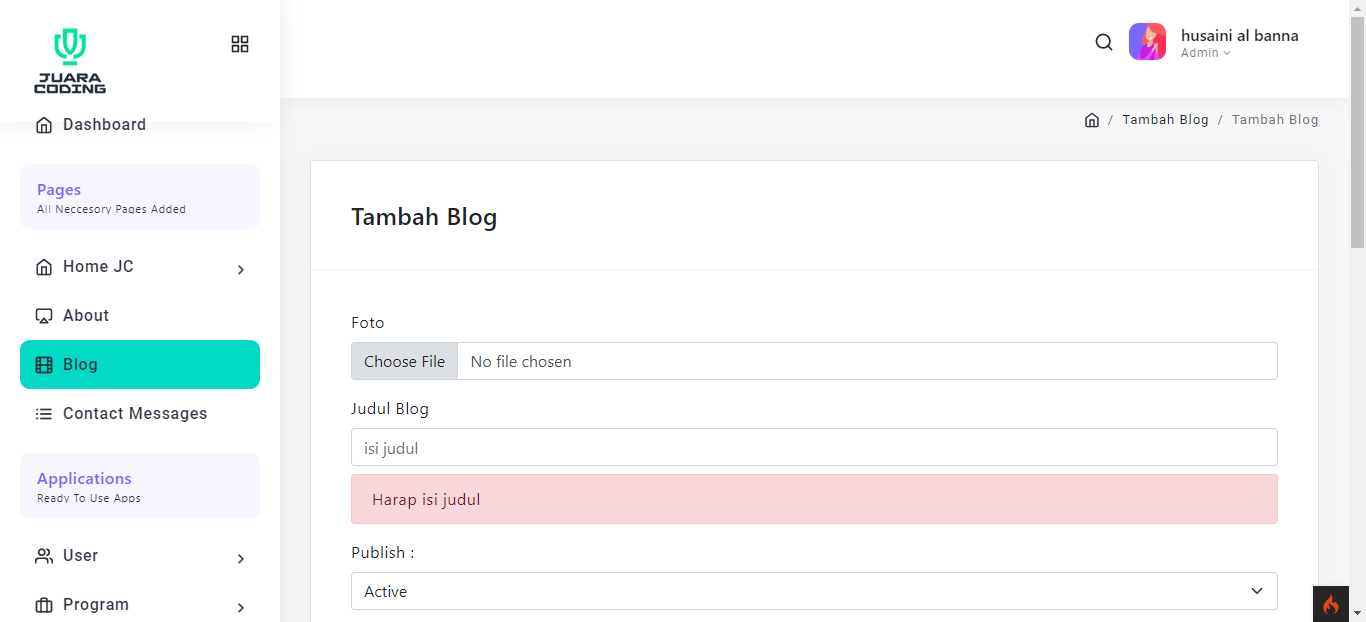 JUARA
CODING
husaini al banna
Admin
Dashboard
/ Tambah Blog / Tambah Blog
Pages
All Neccesory Pages Added
Tambah Blog
Home JC
About
Foto
Blog
Choose File No file chosen
Contact Messages
Judul Blog
isi judul
Applications
Ready To Use Apps
Harap isi judul
User
Publish :
Active
Program